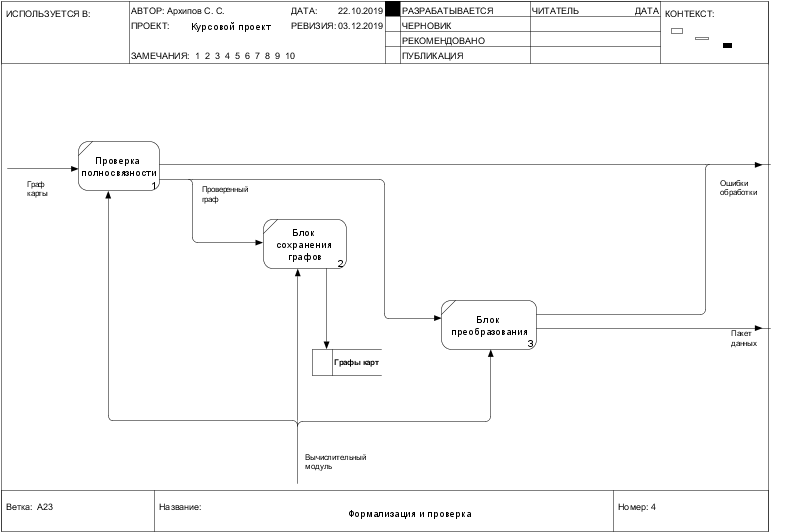 ИСПОЛЬЗУЕТСЯ В:
АВТОР: Архипов С. С.
ДАТА: 22.10.2019
РАЗРАБАТЫВАЕТСЯ
ЧИТАТЕЛЬ
ДАТА
КОНТЕКСТ:
ПРОЕКТ: Курсовой проект
РЕВИЗИЯ: 03.12.2019
ЧЕРНОВИК
РЕКОМЕНДОВАНО
ЗАМЕЧАНИЯ: 1 2 3 4 5 6 7 8 9 10
ПУБЛИКАЦИЯ
Проверка
полносвязности
1
Граф
карты
Проверенный
граф
Ошибки
обработки
Блок
сохранения
графов
2
Блок
преобразования
3
Пакет
данных
Графы карт
Вычислительный
модуль
Ветка: А23
Название:
Формализация и проверка
Номер: 4